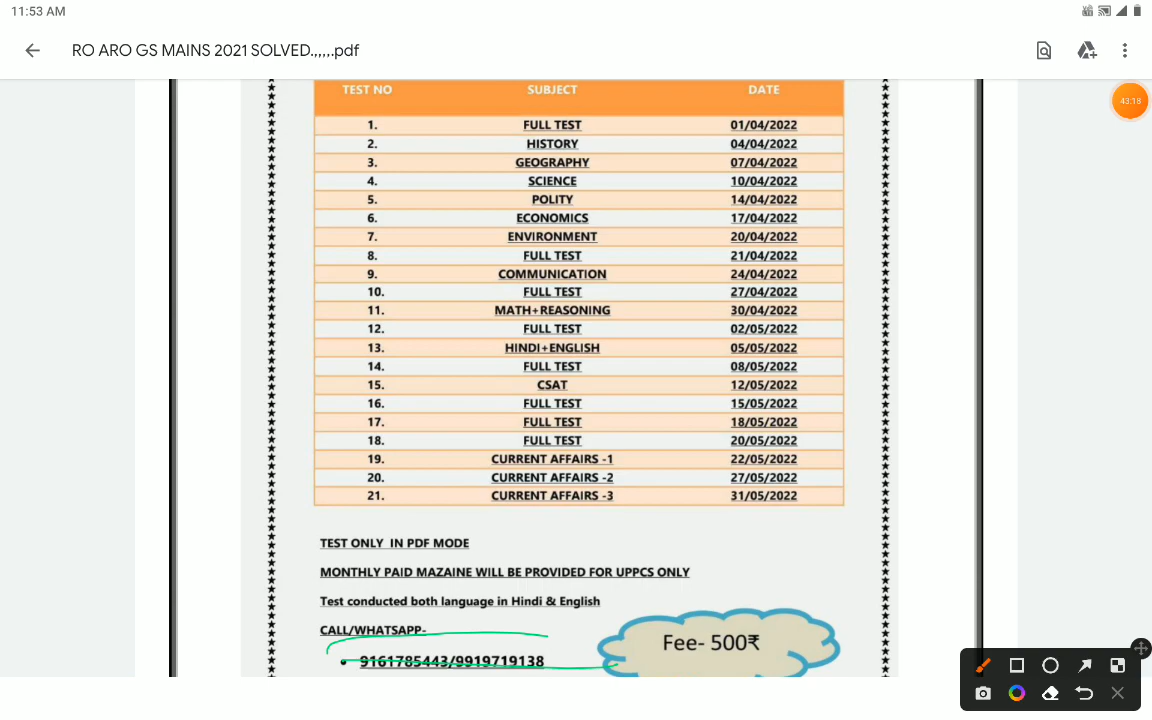 11:53 AM
RO ARO GS MAINS 2021 SOLVED.,,,,,.pdf
43:18
TEST NO SUBJECT DATE
1. FULL TEST 01/04/2022
2. HISTORY 04/04/2022
3. GEOGRAPHY 07/04/2022
4. SCIENCE 10/04/2022
5. POLITY 14/04/2022
6. ECONOMICS 17/04/2022
7. ENVIRONMENT 20/04/2022
8. FULL TEST 21/04/2022
9. COMMUNICATION 24/04/2022
10. FULL TEST 27/04/2022
11. MATH+REASONING 30/04/2022
12. FULL TEST 02/05/2022
13. HINDI+ENGLISH 05/05/2022
14. FULL TEST 08/05/2022
15. CSAT 12/05/2022
16. FULL TEST 15/05/2022
17. FULL TEST 18/05/2022
18. FULL TEST 20/05/2022
19. CURRENT AFFAIRS -1 22/05/2022
20. CURRENT AFFAIRS -2 27/05/2022
21. CURRENT AFFAIRS -3 31/05/2022
TEST ONLY IN PDF MODE
MONTHLY PAID MAZAINE WILL BE PROVIDED FOR UPPCS ONLY
Test conducted both language in Hindi & English
CALL/WHATSAPP-
• 9161785443/9919719138
Fee- 500₹